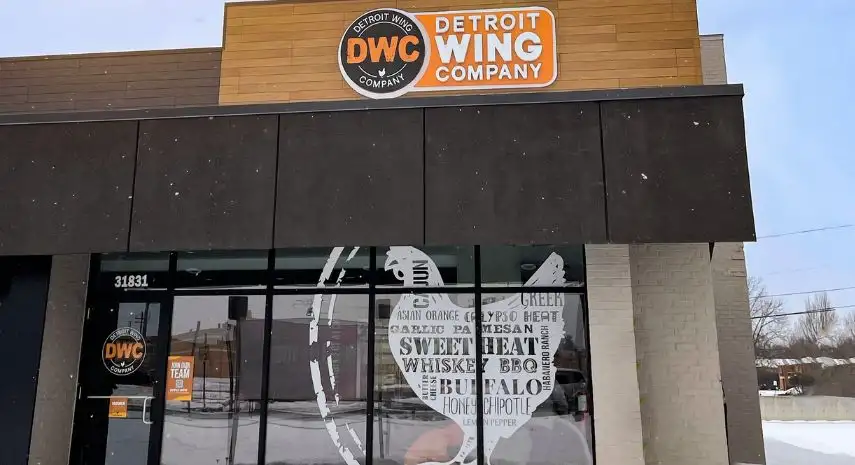 DETROIT WING
DWC
COMPANY
DETROIT
WING
COMPANY
31831
DETROIT WING
DWC
COMPANY
JOIN OUR
TEAM
CAJUN
GREEK
ASIAN ORANGE CALYPSO HEAT
GARLIC PARMESAN
SWEET HEAT
WHISKEY BBQ
BUFFALO
HONEY CHIPOTLE
LEMON PEPPER
HABANERO RANCH